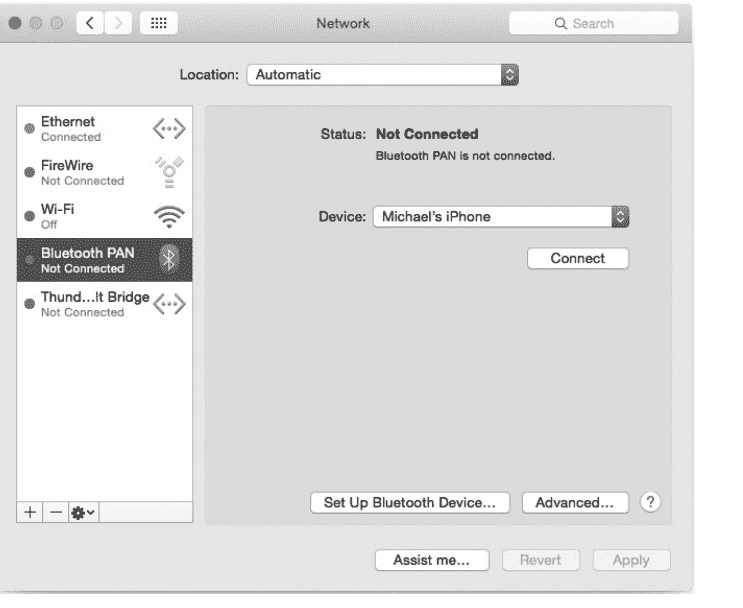 Network
Search
Location: Automatic
Ethernet
Connected
FireWire
Not Connected
Wi-Fi
Off
Bluetooth PAN
Not Connected
Thund...lt Bridge
Not Connected
Status: Not Connected
Bluetooth PAN is not connected.
Device: Michael's iPhone
Connect
Set Up Bluetooth Device... Advanced... ?
+ −
Assist me... Revert Apply